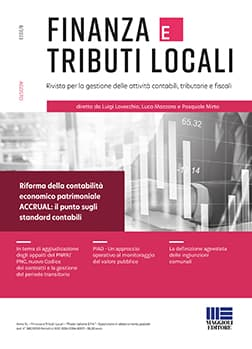 FINANZA E
TRIBUTI LOCALI
Rivista per la gestione delle attività contabili, tributarie e fiscali
diretta da Luigi Lovecchio, Luca Mazzara e Pasquale Mirto
AGOSTO
65.32
Riforma della contabilità
economico patrimoniale
ACCRUAL: il punto sugli
standard contabili
In tema di aggiudicazione
degli appalti del PNRR/
PNC, nuovo Codice
dei contratti e la gestione
del periodo transitorio
PIAO - Un approccio
operativo al monitoraggio
del valore pubblico
La definizione agevolata
delle ingiunzioni
comunali
MAGGIOLI
EDITORE